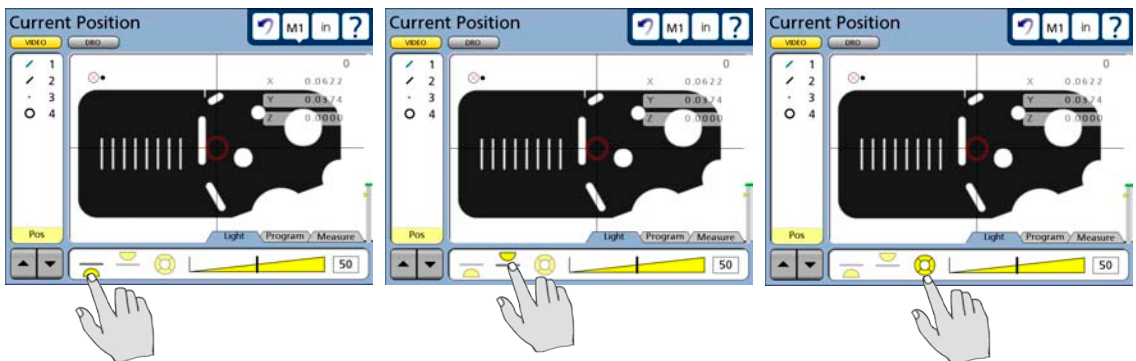 Current Position
M1
in
?
VIDEO
DRO
1
2
3
4
0
X 0.0622
Y 0.0374
Z 0.0000
Pos
Light
Program
Measure
50
Current Position
M1
in
?
VIDEO
DRO
1
2
3
4
0
X 0.0622
Y 0.0374
Z 0.0000
Pos
Light
Program
Measure
50
Current Position
M1
in
?
VIDEO
DRO
1
2
3
4
0
X 0.0622
Y 0.0374
Z 0.0000
Pos
Light
Program
Measure
50